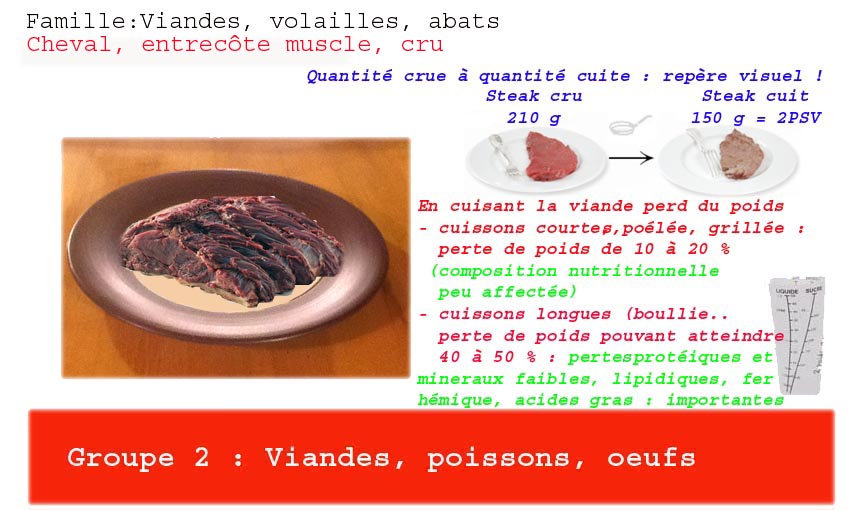 Famille:Viandes, volailles, abats
Cheval, entrecôte muscle, cru
Quantité crue à quantité cuite : repère visuel !
Steak cru
210 g
Steak cuit
150 g = 2PSV
En cuisant la viande perd du poids
- cuissons courtes,poélée, grillée :
perte de poids de 10 à 20 %
(composition nutritionnelle
peu affectée)
- cuissons longues (boullie..
perte de poids pouvant atteindre
40 à 50 % : pertesprotéiques et
mineraux faibles, lipidiques, fer
hémique, acides gras : importantes
LIQUIDE SUCRE
Groupe 2 : Viandes, poissons, oeufs